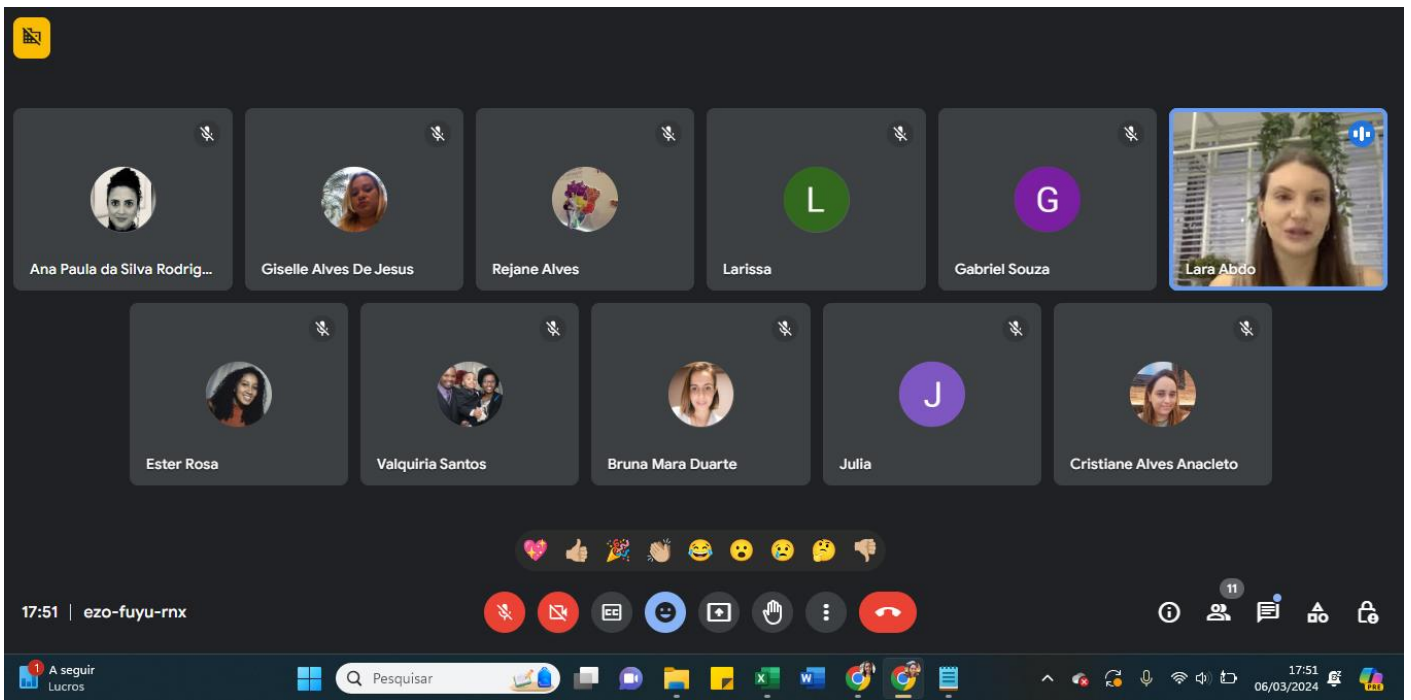 Ana Paula da Silva Rodrig...
Giselle Alves De Jesus
Rejane Alves
L
Larissa
G
Gabriel Souza
Lara Abdo
Ester Rosa
Valquiria Santos
Bruna Mara Duarte
J
Julia
Cristiane Alves Anacleto
17:51 | ezo-fuyu-rnx
CC
11
1
A seguir
Lucros
Pesquisar
17:51
06/03/2024
PRE